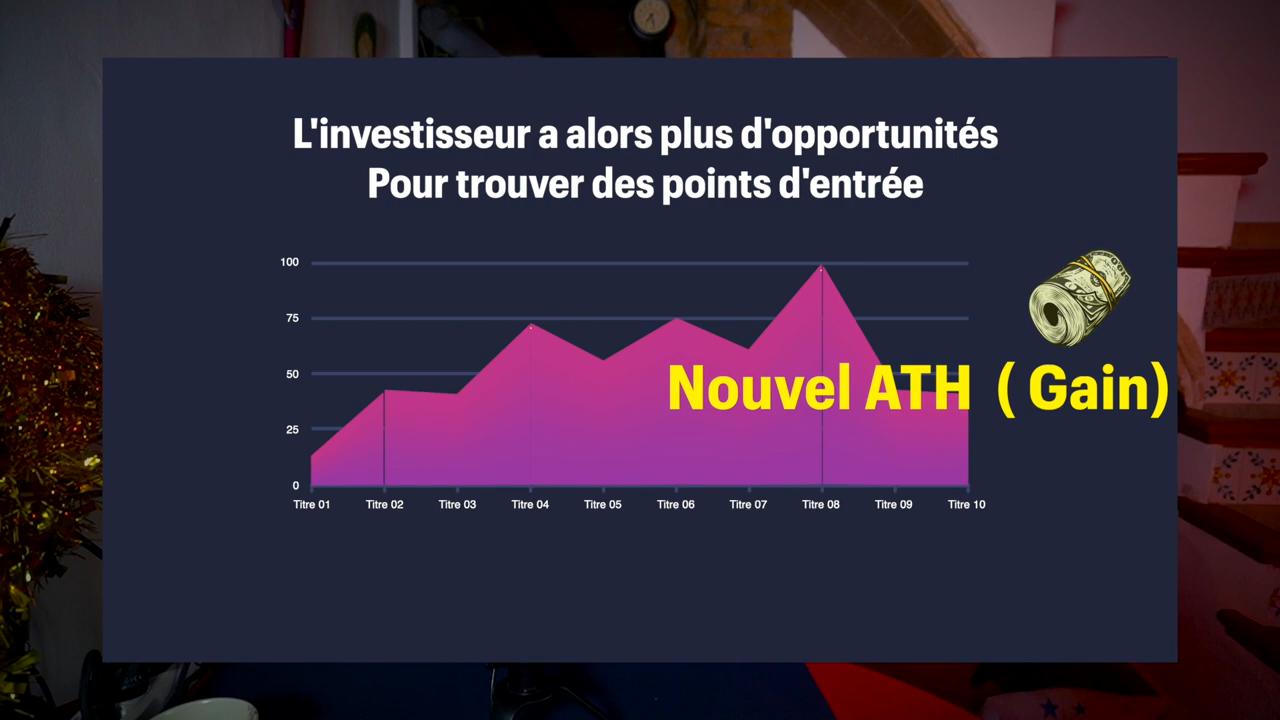 L'investisseur a alors plus d'opportunités
Pour trouver des points d'entrée
100
75
50
25
0
Nouvel ATH ( Gain)
Titre 01 Titre 02 Titre 03 Titre 04 Titre 05 Titre 06 Titre 07 Titre 08 Titre 09 Titre 10